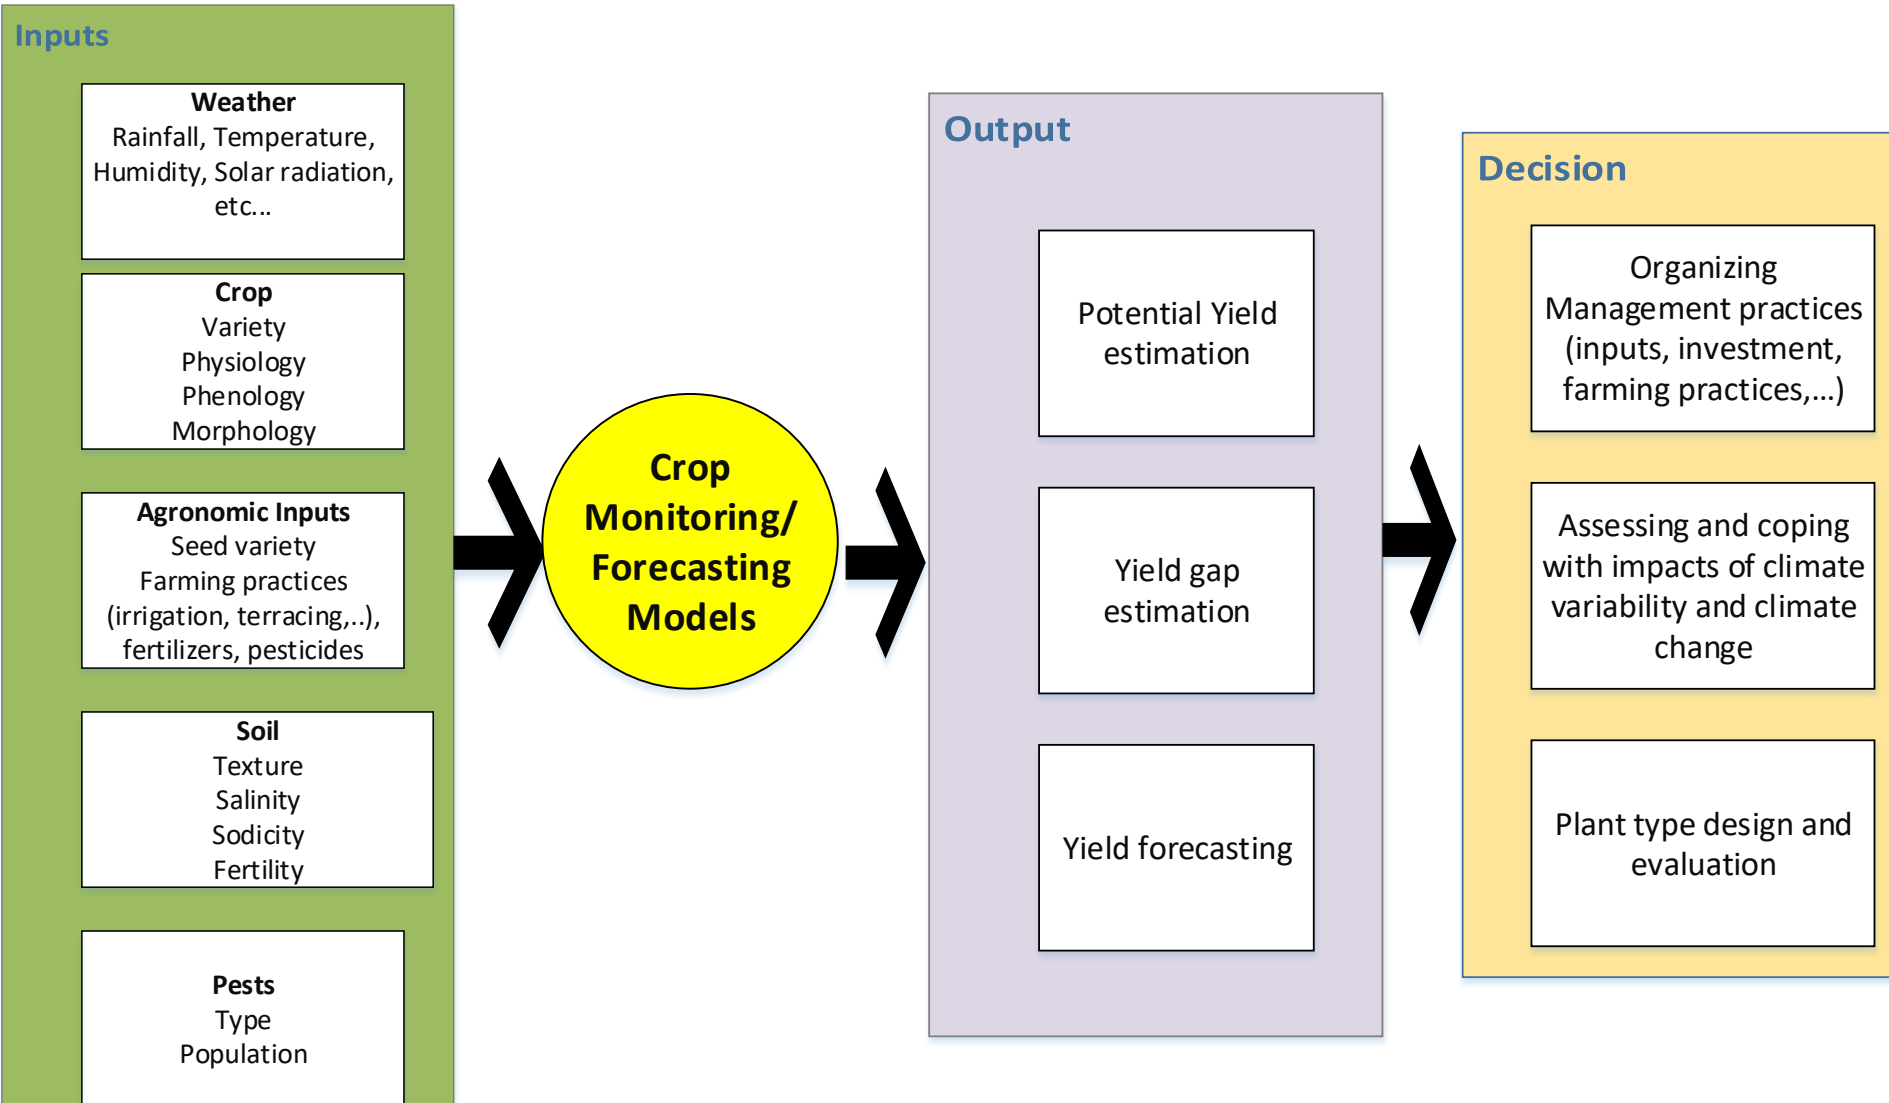 Inputs
Weather
Rainfall, Temperature,
Humidity, Solar radiation,
etc...
Crop
Variety
Physiology
Phenology
Morphology
Agronomic Inputs
Seed variety
Farming practices
(irrigation, terracing,..),
fertilizers, pesticides
Soil
Texture
Salinity
Sodicity
Fertility
Pests
Type
Population
Crop
Monitoring/
Forecasting
Models
Output
Potential Yield
estimation
Yield gap
estimation
Yield forecasting
Decision
Organizing
Management practices
(inputs, investment,
farming practices,...)
Assessing and coping
with impacts of climate
variability and climate
change
Plant type design and
evaluation